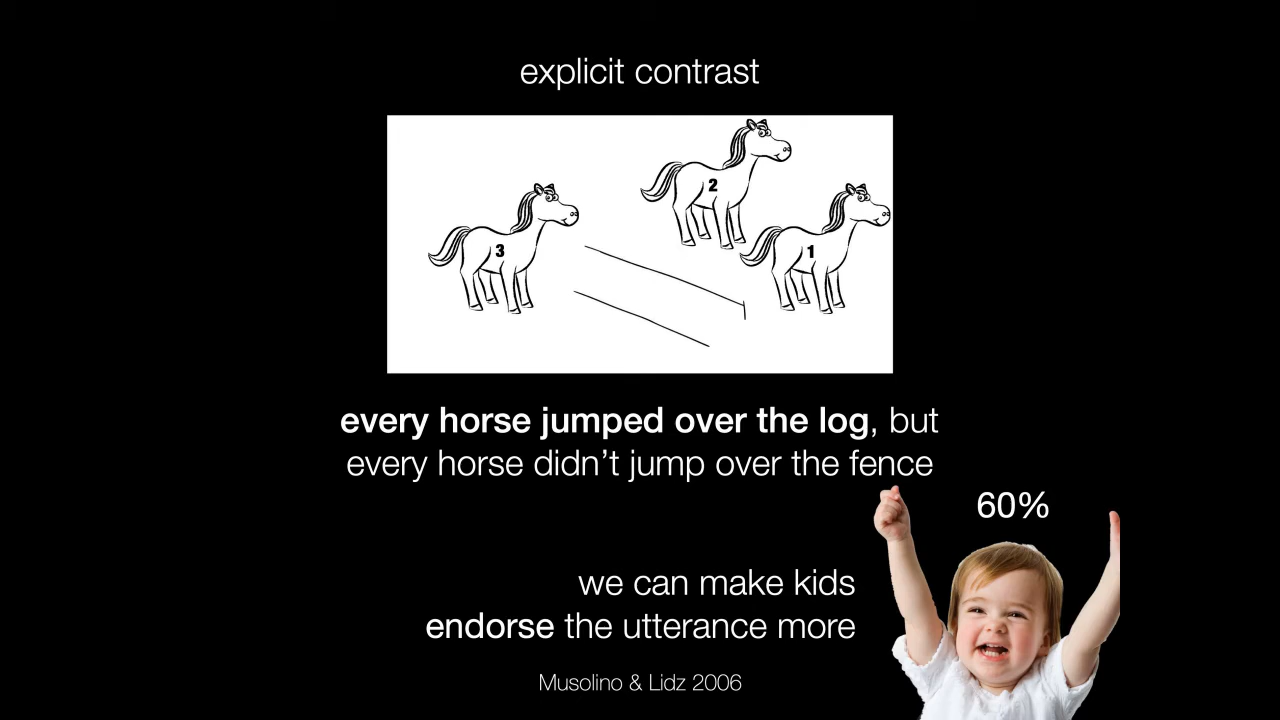 explicit contrast
2
3
1
every horse jumped over the log, but
every horse didn’t jump over the fence
60%
we can make kids
endorse the utterance more
Musolino & Lidz 2006